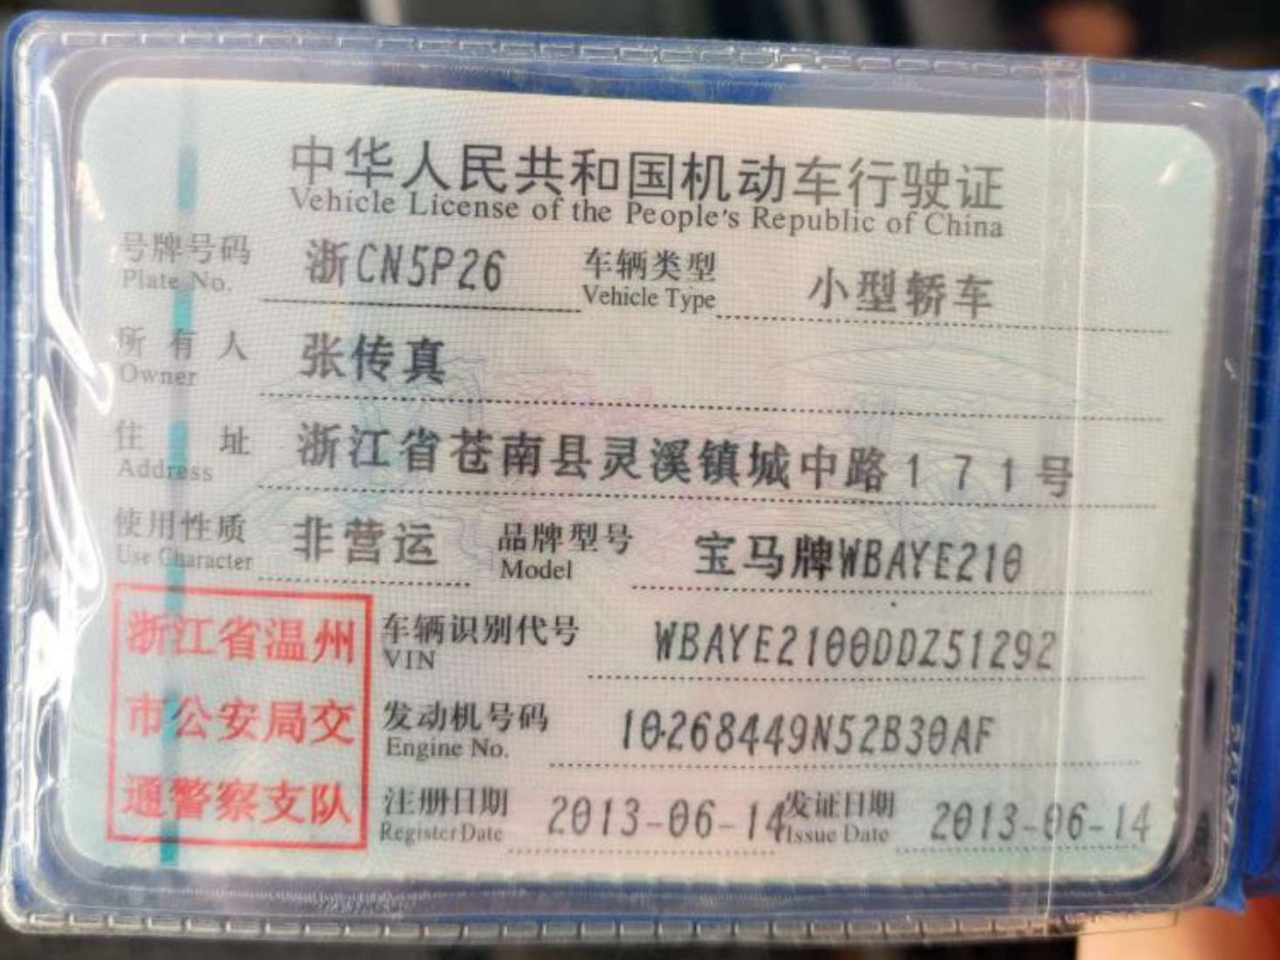 中华人民共和国机动车行驶证
Vehicle License of the People's Republic of China
号牌号码 浙CN5P26 车辆类型 小型轿车
Plate No. Vehicle Type
所有人 张传真
Owner
住址 浙江省苍南县灵溪镇城中路171号
Address
使用性质 非营运 品牌型号 宝马牌WBAYE210
Use Character Model
浙江省温州
市公安局交
通警察支队
车辆识别代号 WBAYE2100DDZ51292
VIN
发动机号码 10268449N52B30AF
Engine No.
注册日期 2013-06-14 发证日期 2013-06-14
Register Date Issue Date